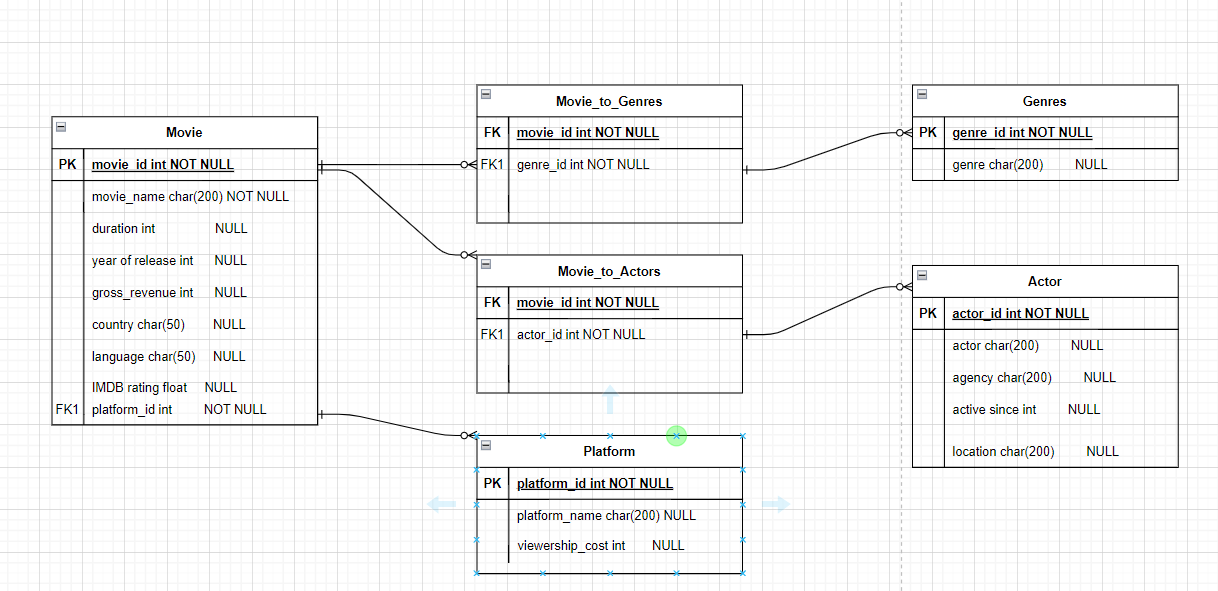 Movie
PK movie_id int NOT NULL
movie_name char(200) NOT NULL
duration int NULL
year of release int NULL
gross_revenue int NULL
country char(50) NULL
language char(50) NULL
IMDB rating float NULL
FK1 platform_id int NOT NULL
Movie_to_Genres
FK movie_id int NOT NULL
FK1 genre_id int NOT NULL
Movie_to_Actors
FK movie_id int NOT NULL
FK1 actor_id int NOT NULL
Platform
PK platform_id int NOT NULL
platform_name char(200) NULL
viewership_cost int NULL
Genres
PK genre_id int NOT NULL
genre char(200) NULL
Actor
PK actor_id int NOT NULL
actor char(200) NULL
agency char(200) NULL
active since int NULL
location char(200) NULL